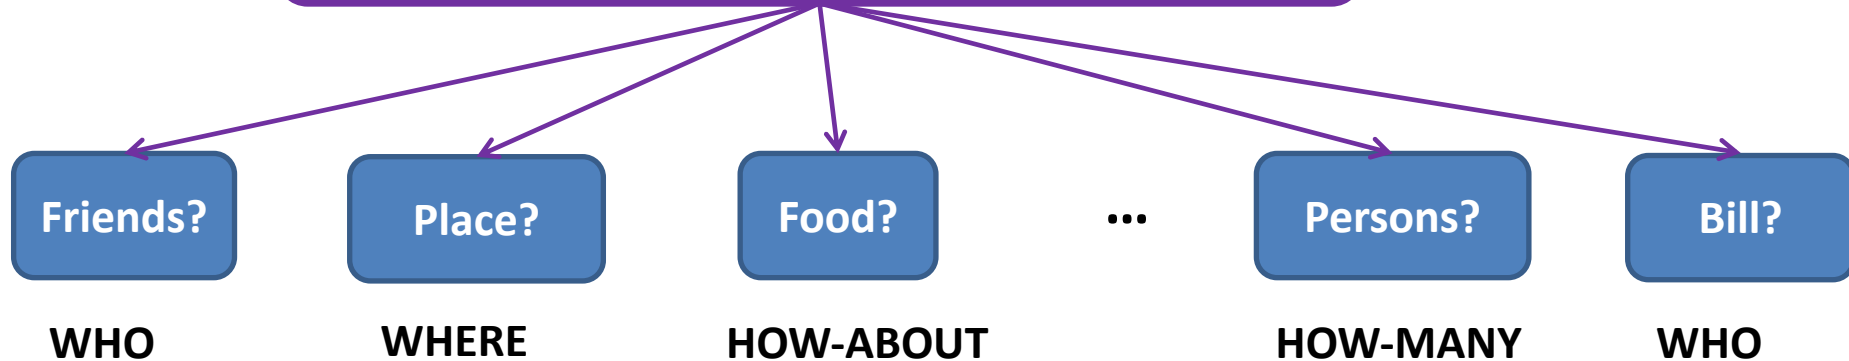 Friends? Place? Food? ... Persons? Bill?
WHO WHERE HOW-ABOUT HOW-MANY WHO